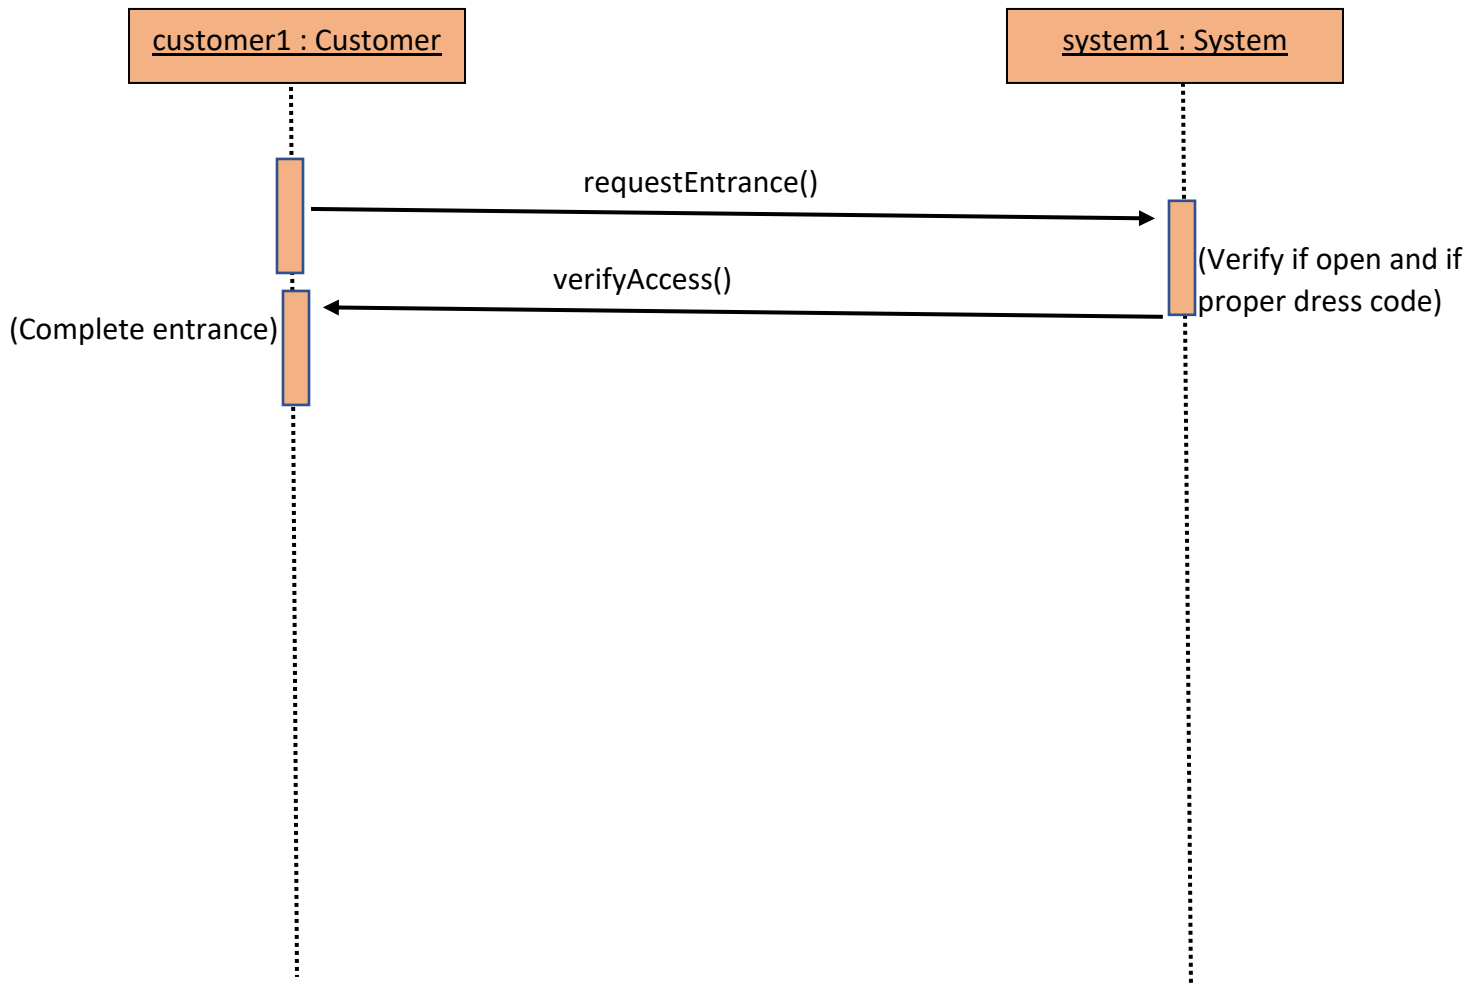 customer1 : Customer
system1 : System
requestEntrance()
(Verify if open and if
proper dress code)
verifyAccess()
(Complete entrance)